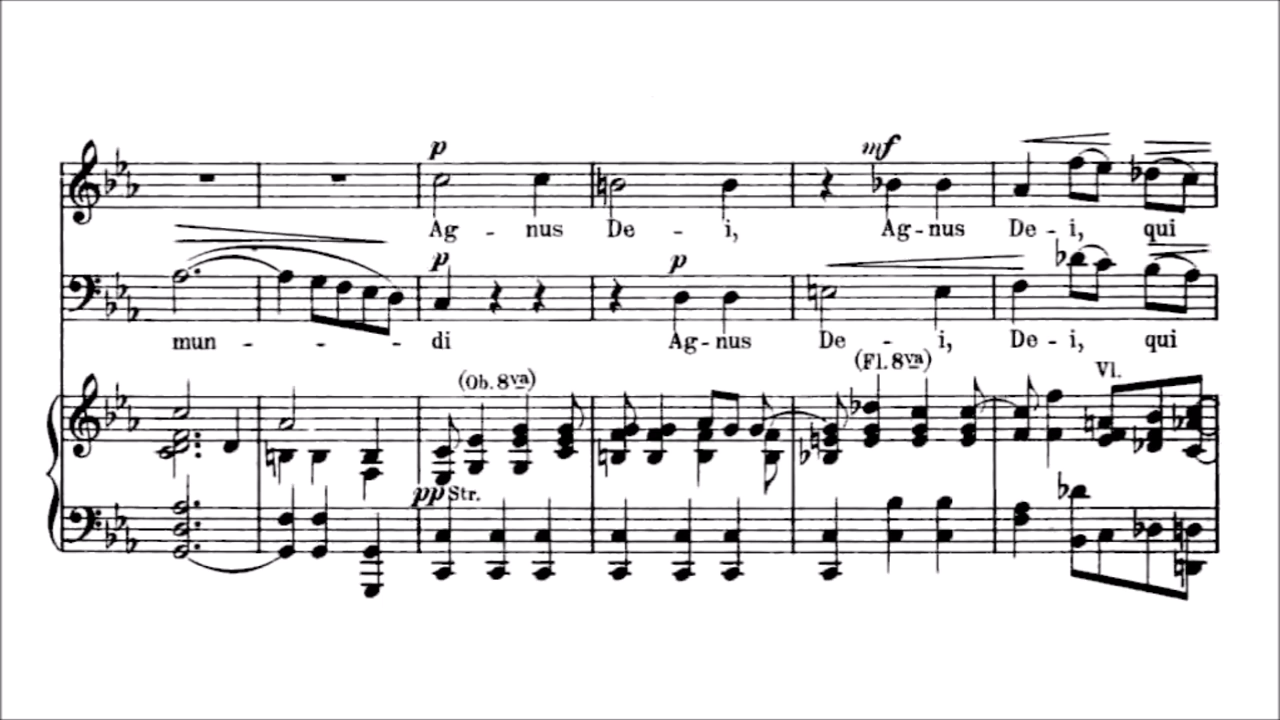 p mf
Ag - nus De - i, Ag - nus De - i, qui
p p
mun - - - - di Ag - nus De - i, De - i, qui
(Ob. 8va) (Fl. 8va) Vl.
pp Str.